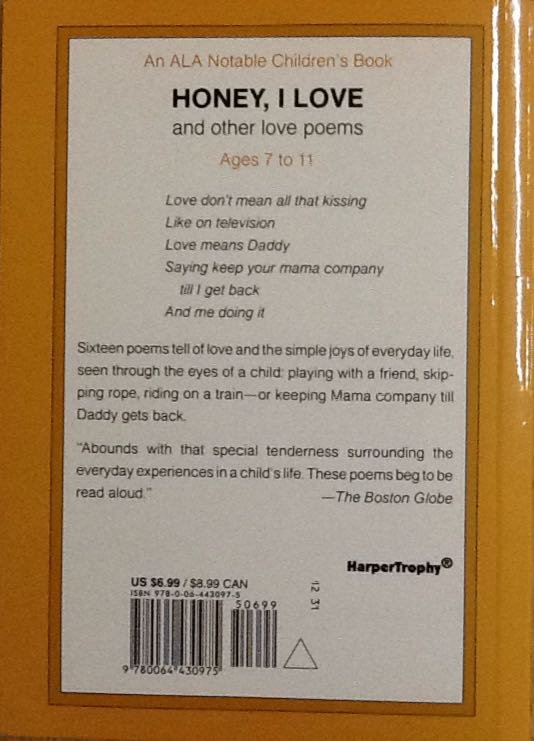 An ALA Notable Children's Book
HONEY, I LOVE
and other love poems
Ages 7 to 11
Love don't mean all that kissing
Like on television
Love means Daddy
Saying keep your mama company
till I get back
And me doing it
Sixteen poems tell of love and the simple joys of everyday life,
seen through the eyes of a child: playing with a friend, skip-
ping rope, riding on a train—or keeping Mama company till
Daddy gets back.
"Abounds with that special tenderness surrounding the
everyday experiences in a child's life. These poems beg to be
read aloud."
—The Boston Globe
HarperTrophy®
US $6.99 / $8.99 CAN
ISBN 978-0-06-443097-5
50699
12 31
9 780064 430975